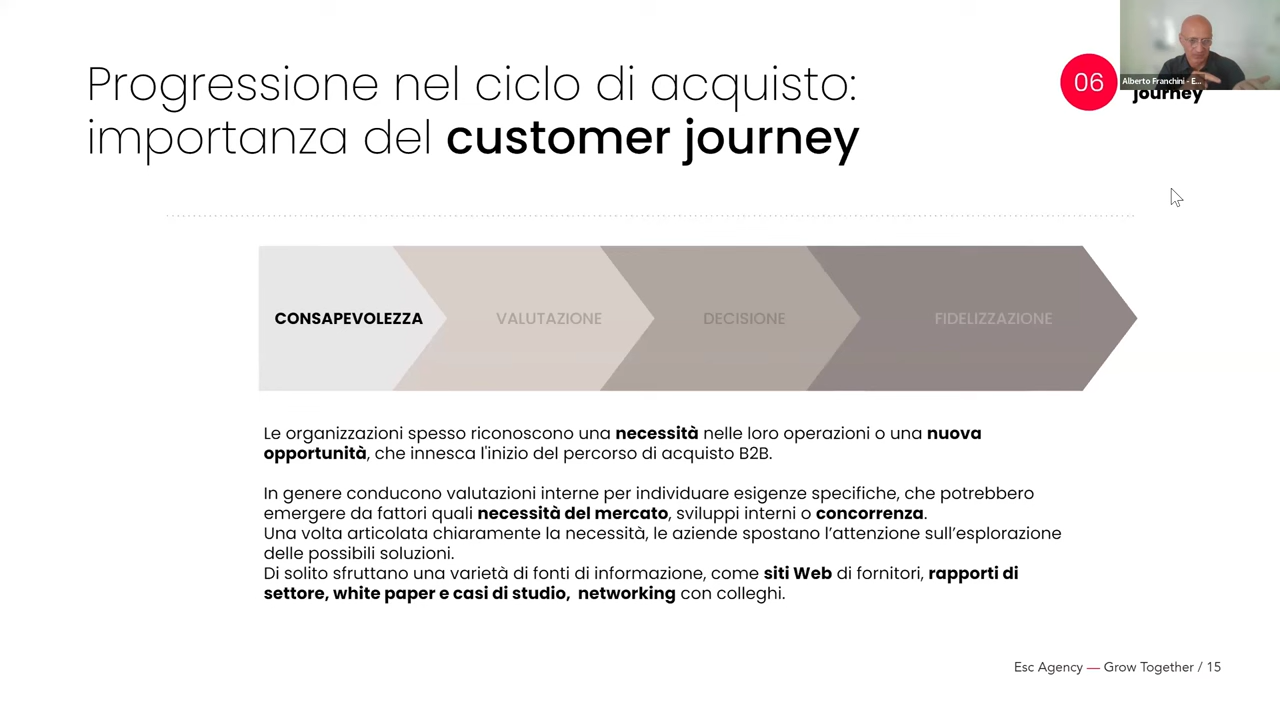 Progressione nel ciclo di acquisto:
importanza del customer journey
06
Alberto Franchini - E...
journey
CONSAPEVOLEZZA
VALUTAZIONE
DECISIONE
FIDELIZZAZIONE
Le organizzazioni spesso riconoscono una necessità nelle loro operazioni o una nuova
opportunità, che innesca l'inizio del percorso di acquisto B2B.
In genere conducono valutazioni interne per individuare esigenze specifiche, che potrebbero
emergere da fattori quali necessità del mercato, sviluppi interni o concorrenza.
Una volta articolata chiaramente la necessità, le aziende spostano l’attenzione sull’esplorazione
delle possibili soluzioni.
Di solito sfruttano una varietà di fonti di informazione, come siti Web di fornitori, rapporti di
settore, white paper e casi di studio, networking con colleghi.
Esc Agency — Grow Together / 15